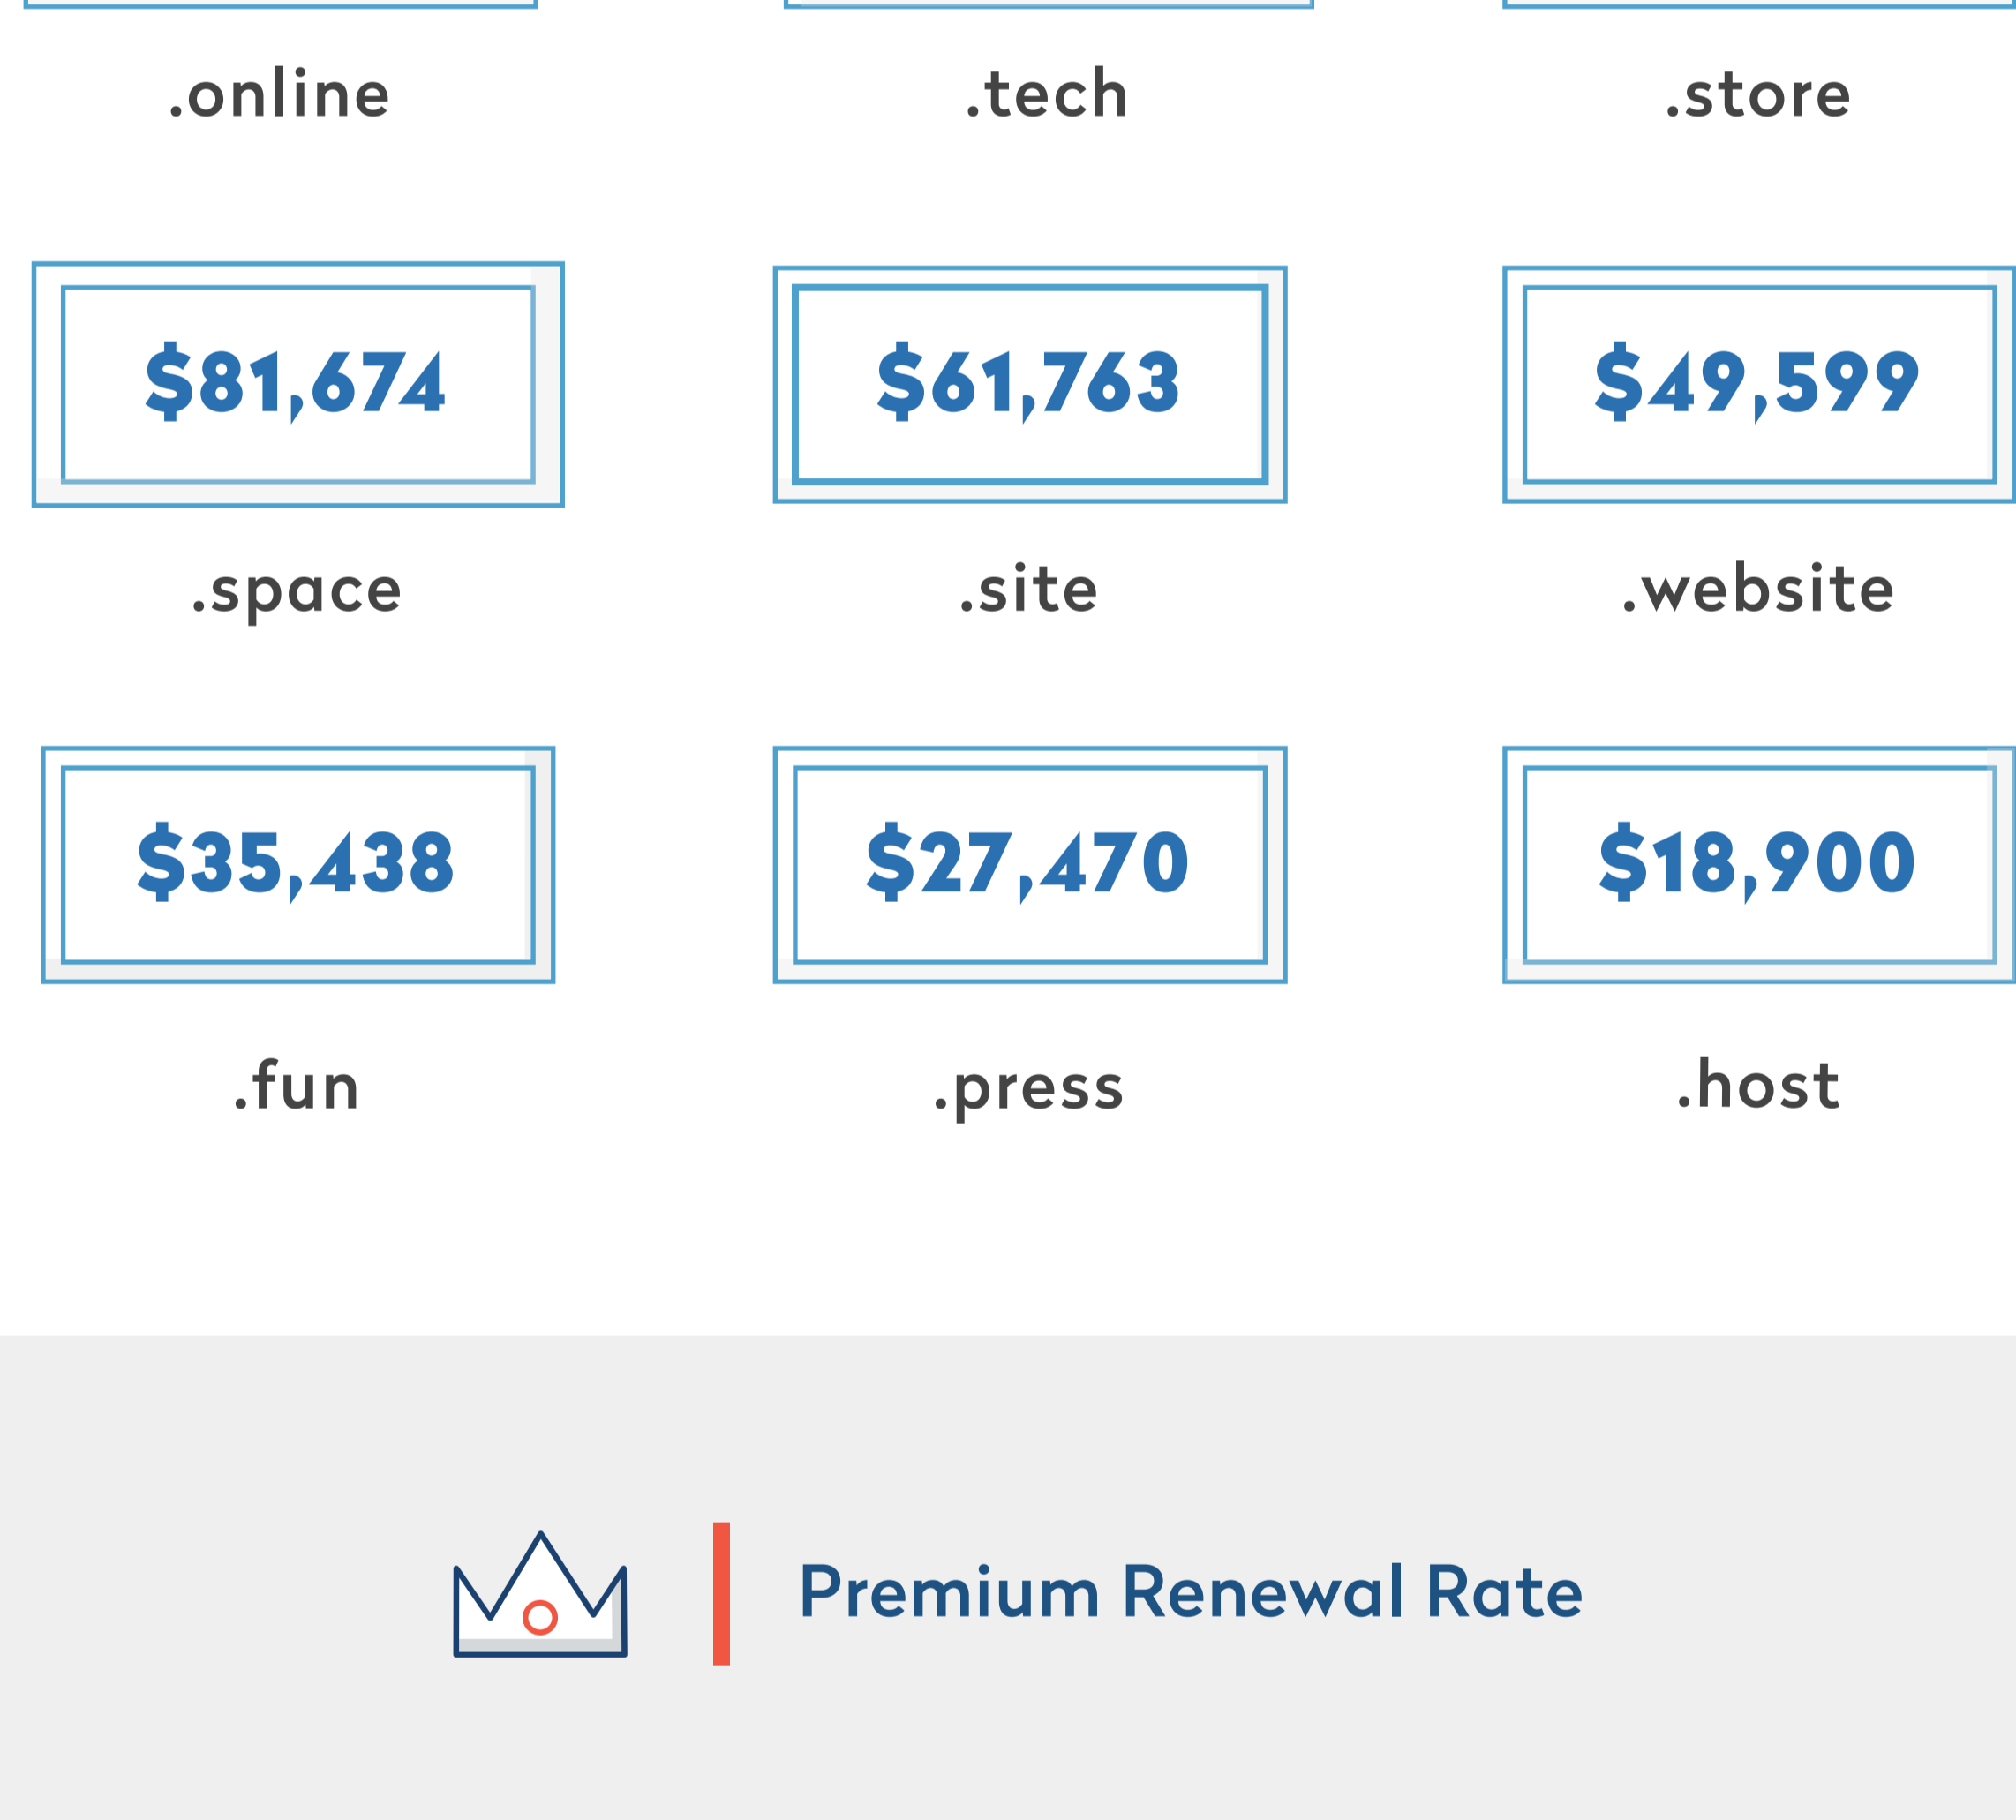 .online .tech .store
$81,674 $61,763 $49,599
.space .site .website
$35,438 $27,470 $18,900
.fun .press .host
Premium Renewal Rate